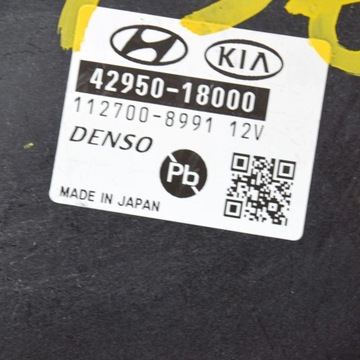 KIA
42950-18000
112700-8991 12V
DENSO
Pb
MADE IN JAPAN